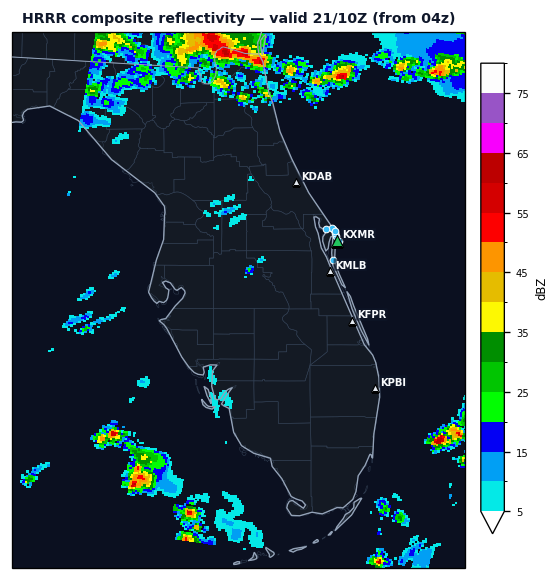 HRRR composite reflectivity — valid 21/10Z (from 04z)
75
65
55
45
35
25
15
5
dBZ
KDAB
KXMR
KMLB
KFPR
KPBI